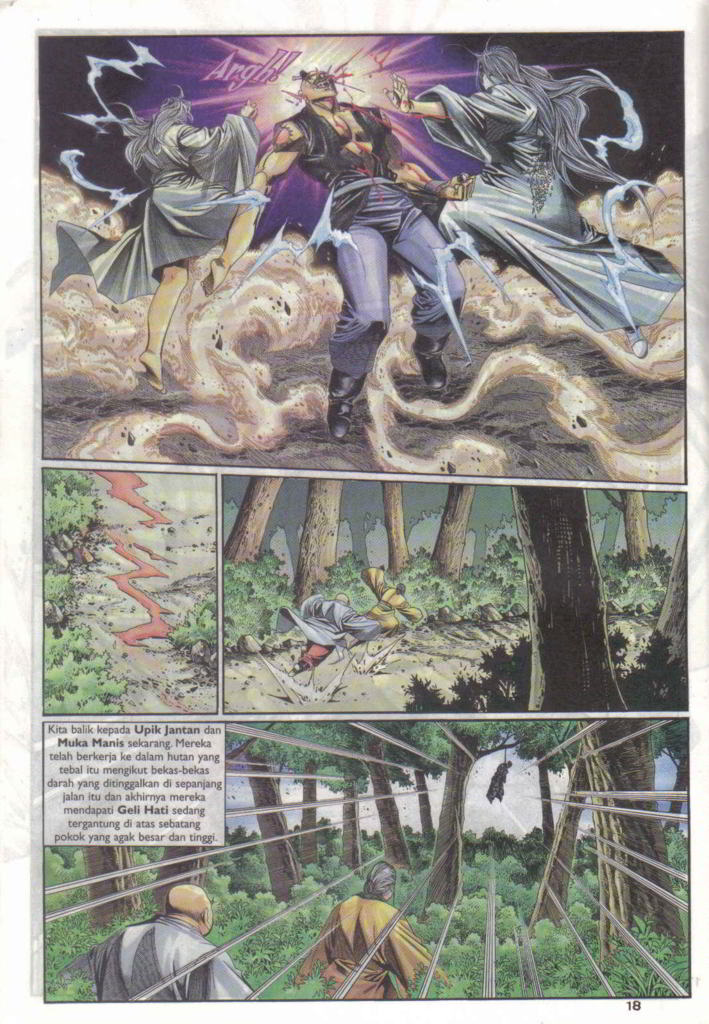 Argh!!
Kita balik kepada Upik Jantan dan
Muka Manis sekarang. Mereka
telah berkerja ke dalam hutan yang
tebal itu mengikut bekas-bekas
darah yang ditinggalkan di sepanjang
jalan itu dan akhirnya mereka
mendapati Geli Hati sedang
tergantung di atas sebatang
pokok yang agak besar dan tinggi.
18